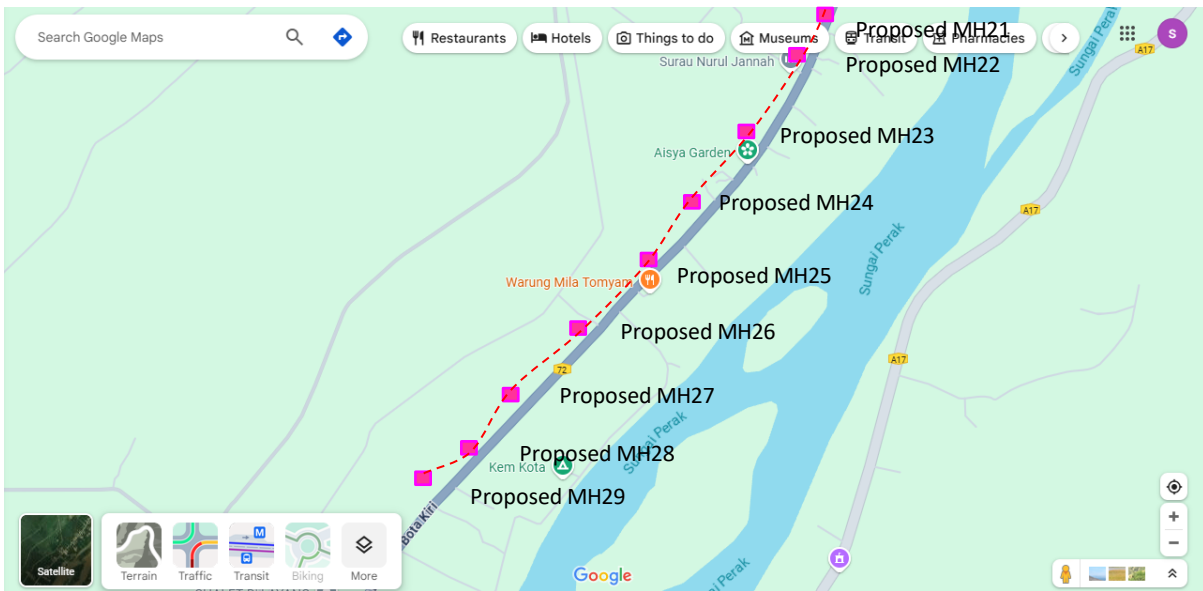 Search Google Maps
Restaurants
Hotels
Things to do
Museums
Transit
Pharmacies
S
Proposed MH21
Surau Nurul Jannah
Proposed MH22
Sungai Perak
A17
Proposed MH23
Aisya Garden
Proposed MH24
A17
Sungai Perak
Warung Mila Tomyam
Proposed MH25
Proposed MH26
A17
72
Proposed MH27
Sungai Perak
Proposed MH28
Kem Kota
Proposed MH29
Bota Kiri
Satellite
Terrain
Traffic
M
Transit
Biking
More
Google
Perak